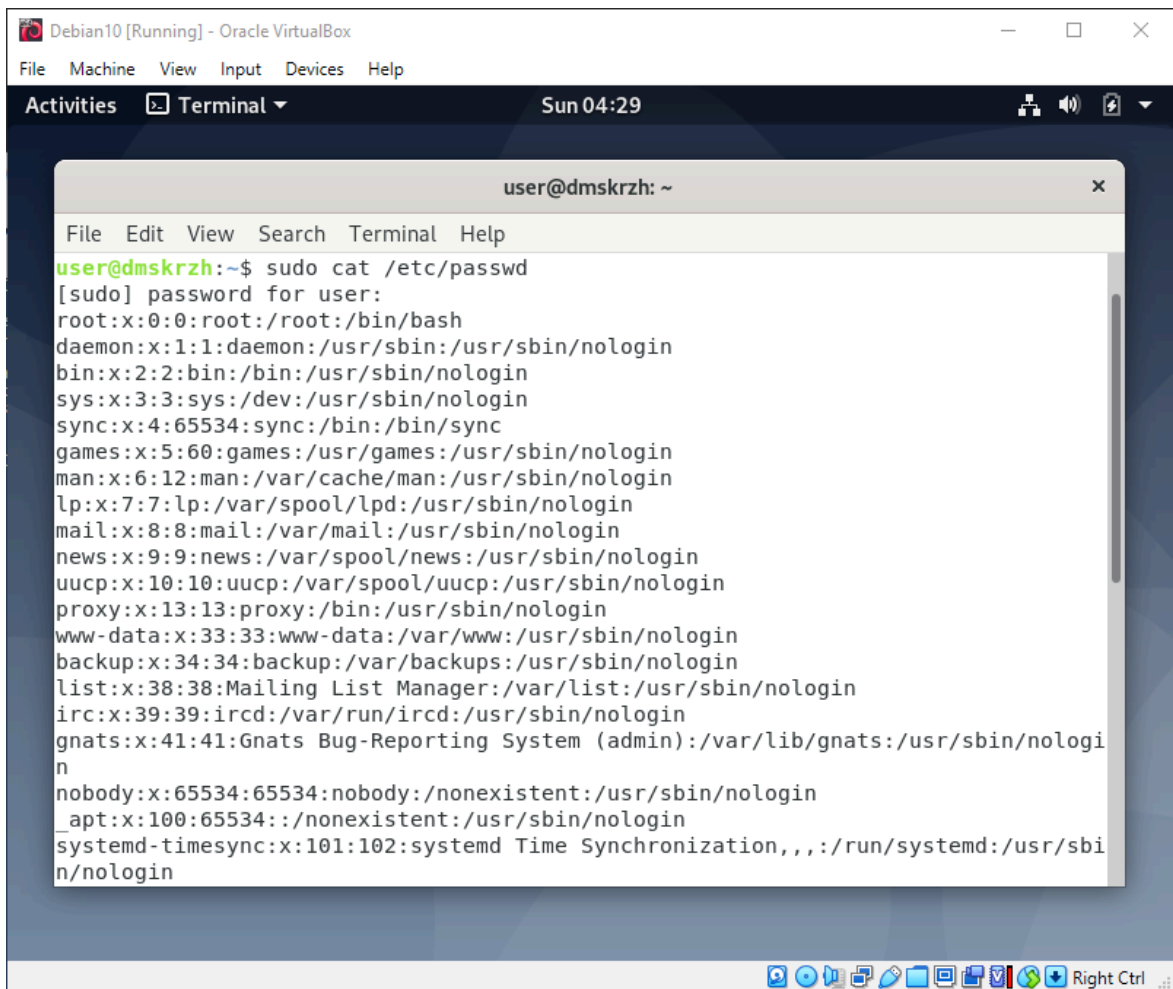 Debian10 [Running] - Oracle VirtualBox
File Machine View Input Devices Help
Activities Terminal Sun 04:29
user@dmskrzh: ~
File Edit View Search Terminal Help
user@dmskrzh:~$ sudo cat /etc/passwd
[sudo] password for user:
root:x:0:0:root:/root:/bin/bash
daemon:x:1:1:daemon:/usr/sbin:/usr/sbin/nologin
bin:x:2:2:bin:/bin:/usr/sbin/nologin
sys:x:3:3:sys:/dev:/usr/sbin/nologin
sync:x:4:65534:sync:/bin:/bin/sync
games:x:5:60:games:/usr/games:/usr/sbin/nologin
man:x:6:12:man:/var/cache/man:/usr/sbin/nologin
lp:x:7:7:lp:/var/spool/lpd:/usr/sbin/nologin
mail:x:8:8:mail:/var/mail:/usr/sbin/nologin
news:x:9:9:news:/var/spool/news:/usr/sbin/nologin
uucp:x:10:10:uucp:/var/spool/uucp:/usr/sbin/nologin
proxy:x:13:13:proxy:/bin:/usr/sbin/nologin
www-data:x:33:33:www-data:/var/www:/usr/sbin/nologin
backup:x:34:34:backup:/var/backups:/usr/sbin/nologin
list:x:38:38:Mailing List Manager:/var/list:/usr/sbin/nologin
irc:x:39:39:ircd:/var/run/ircd:/usr/sbin/nologin
gnats:x:41:41:Gnats Bug-Reporting System (admin):/var/lib/gnats:/usr/sbin/nologi
n
nobody:x:65534:65534:nobody:/nonexistent:/usr/sbin/nologin
_apt:x:100:65534::/nonexistent:/usr/sbin/nologin
systemd-timesync:x:101:102:systemd Time Synchronization,,,:/run/systemd:/usr/sbi
n/nologin
Right Ctrl